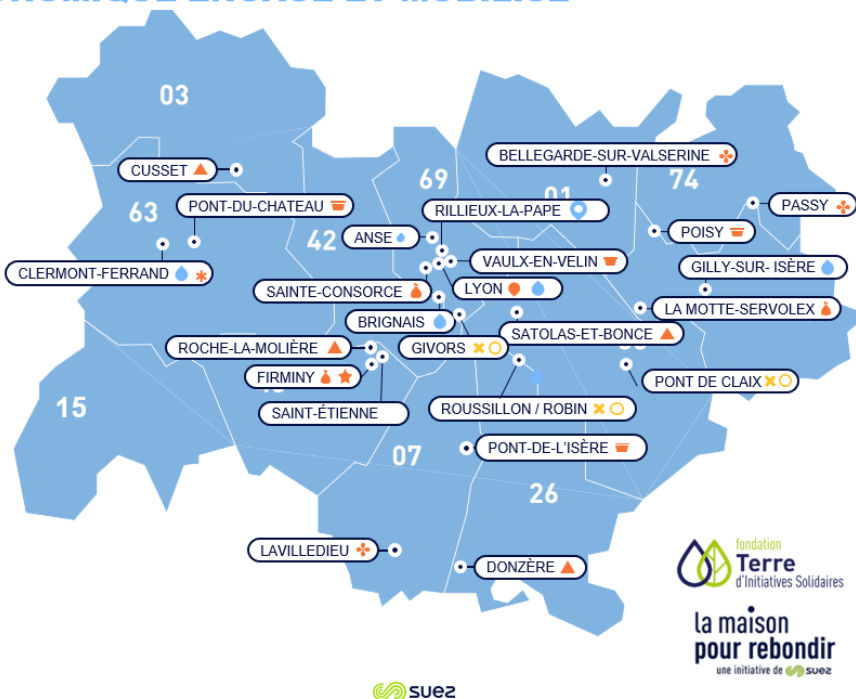 03
BELLEGARDE-SUR-VALSERINE
CUSSET
69
01
74
63
PONT-DU-CHATEAU
RILLIEUX-LA-PAPE
PASSY
42
ANSE
POISY
CLERMONT-FERRAND
VAULX-EN-VELIN
GILLY-SUR- ISÈRE
SAINTE-CONSORCE
LYON
LA MOTTE-SERVOLEX
BRIGNAIS
SATOLAS-ET-BONCE
ROCHE-LA-MOLIÈRE
GIVORS
FIRMINY
PONT DE CLAIX
15
SAINT-ÉTIENNE
ROUSSILLON / ROBIN
07
PONT-DE-L'ISÈRE
26
LAVILLEDIEU
DONZÈRE
fondation
Terre
d'Initiatives Solidaires
la maison
pour rebondir
une initiative de suez
suez